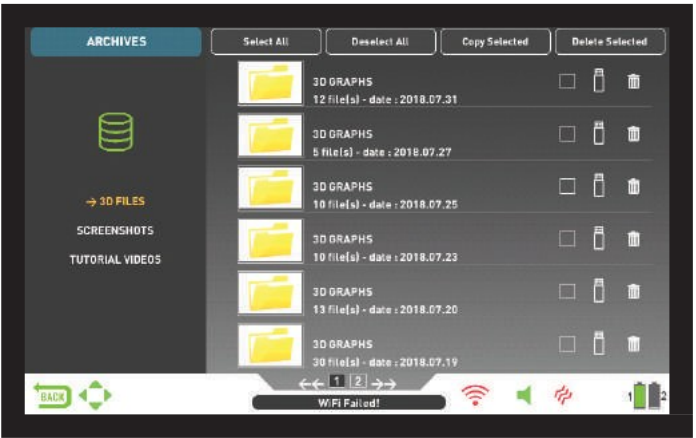 ARCHIVES
Select All
Deselect All
Copy Selected
Delete Selected
3D GRAPHS
12 file(s) - date : 2018.07.31
3D GRAPHS
5 file(s) - date : 2018.07.27
→ 3D FILES
SCREENSHOTS
TUTORIAL VIDEOS
3D GRAPHS
10 file(s) - date : 2018.07.25
3D GRAPHS
10 file(s) - date : 2018.07.23
3D GRAPHS
13 file(s) - date : 2018.07.20
3D GRAPHS
30 file(s) - date : 2018.07.19
BACK
←← 1 2 →→
WiFi Failed!
1 2